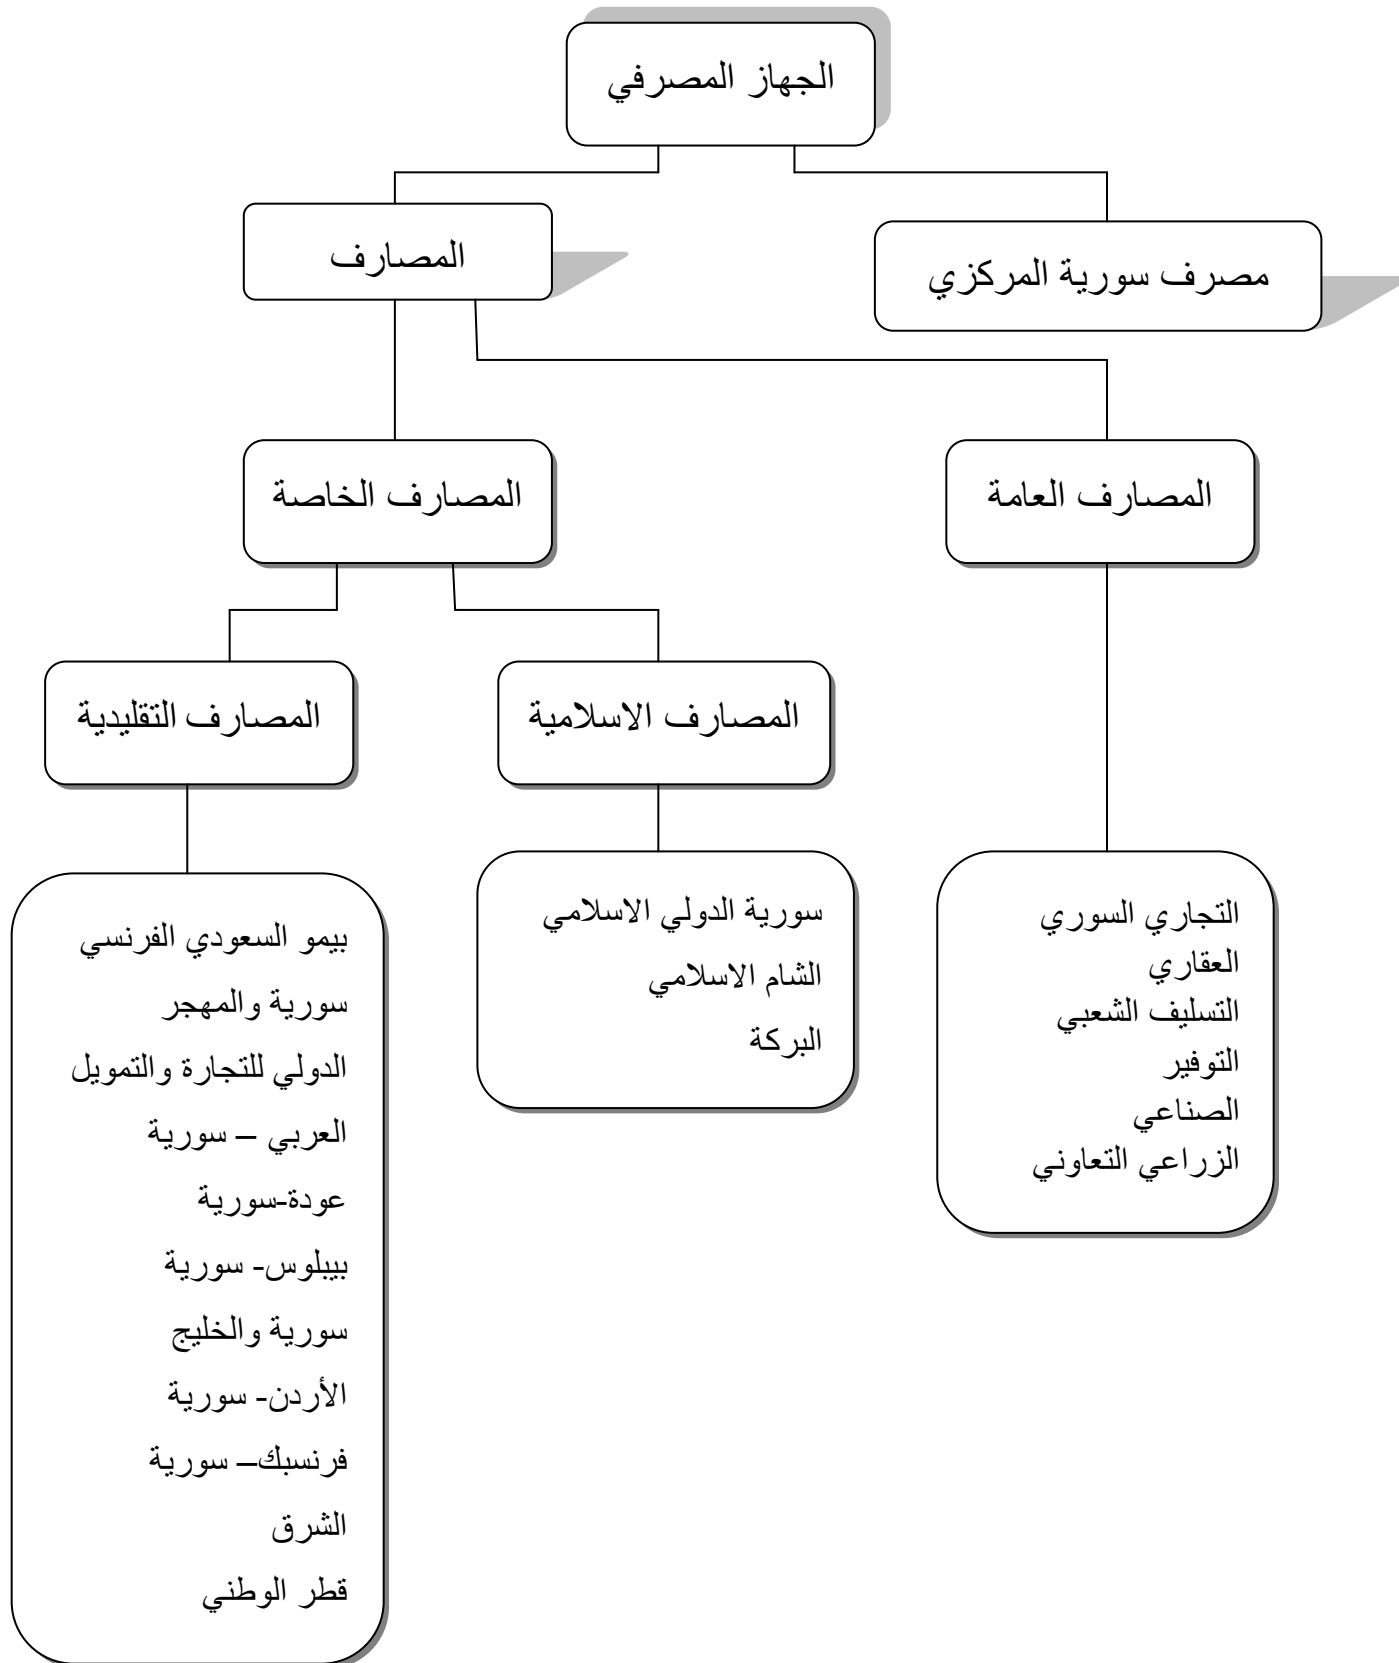 الجهاز المصرفي
مصرف سورية المركزي
المصارف
المصارف العامة
المصارف الخاصة
المصارف الاسلامية
المصارف التقليدية
التجاري السوري
العقاري
التسليف الشعبي
التوفير
الصناعي
الزراعي التعاوني
سورية الدولي الاسلامي
الشام الاسلامي
البركة
بيمو السعودي الفرنسي
سورية والمهجر
الدولي للتجارة والتمويل
العربي – سورية
عودة-سورية
بيبلوس- سورية
سورية والخليج
الأردن- سورية
فرنسبك– سورية
الشرق
قطر الوطني